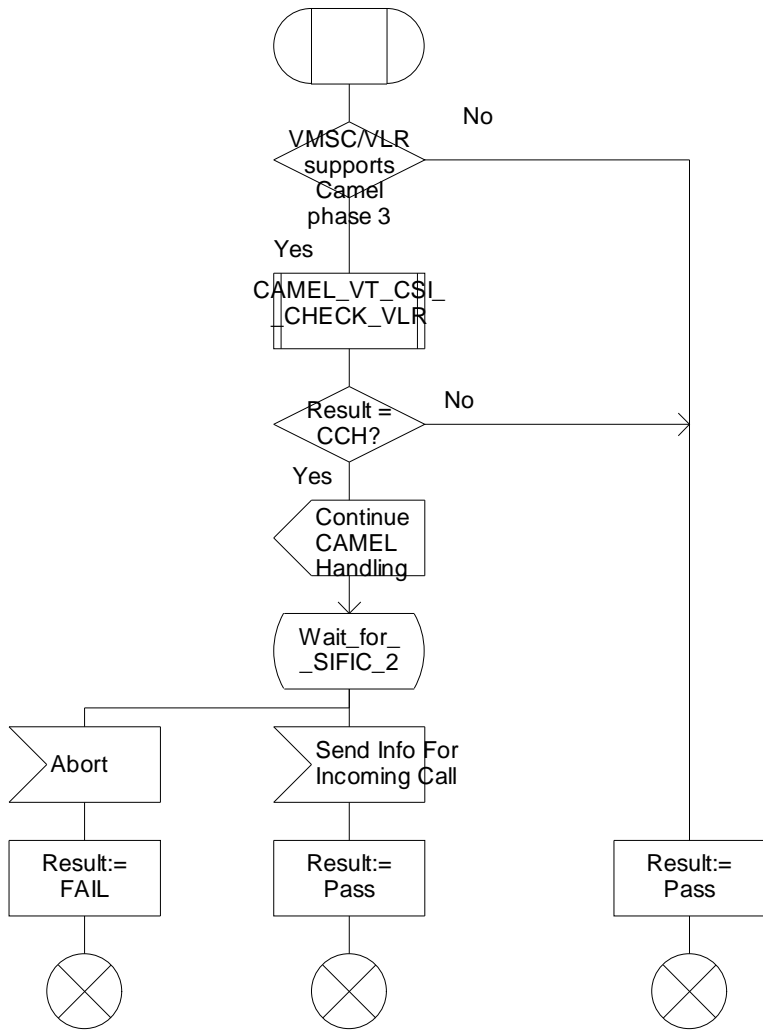 No
VMSC/VLR
supports
Camel
phase 3
Yes
CAMEL_VT_CSI_
_CHECK_VLR
Result =
CCH?
No
Yes
Continue
CAMEL
Handling
Wait_for_
_SIFIC_2
Abort
Send Info For
Incoming Call
Result:=
FAIL
Result:=
Pass
Result:=
Pass